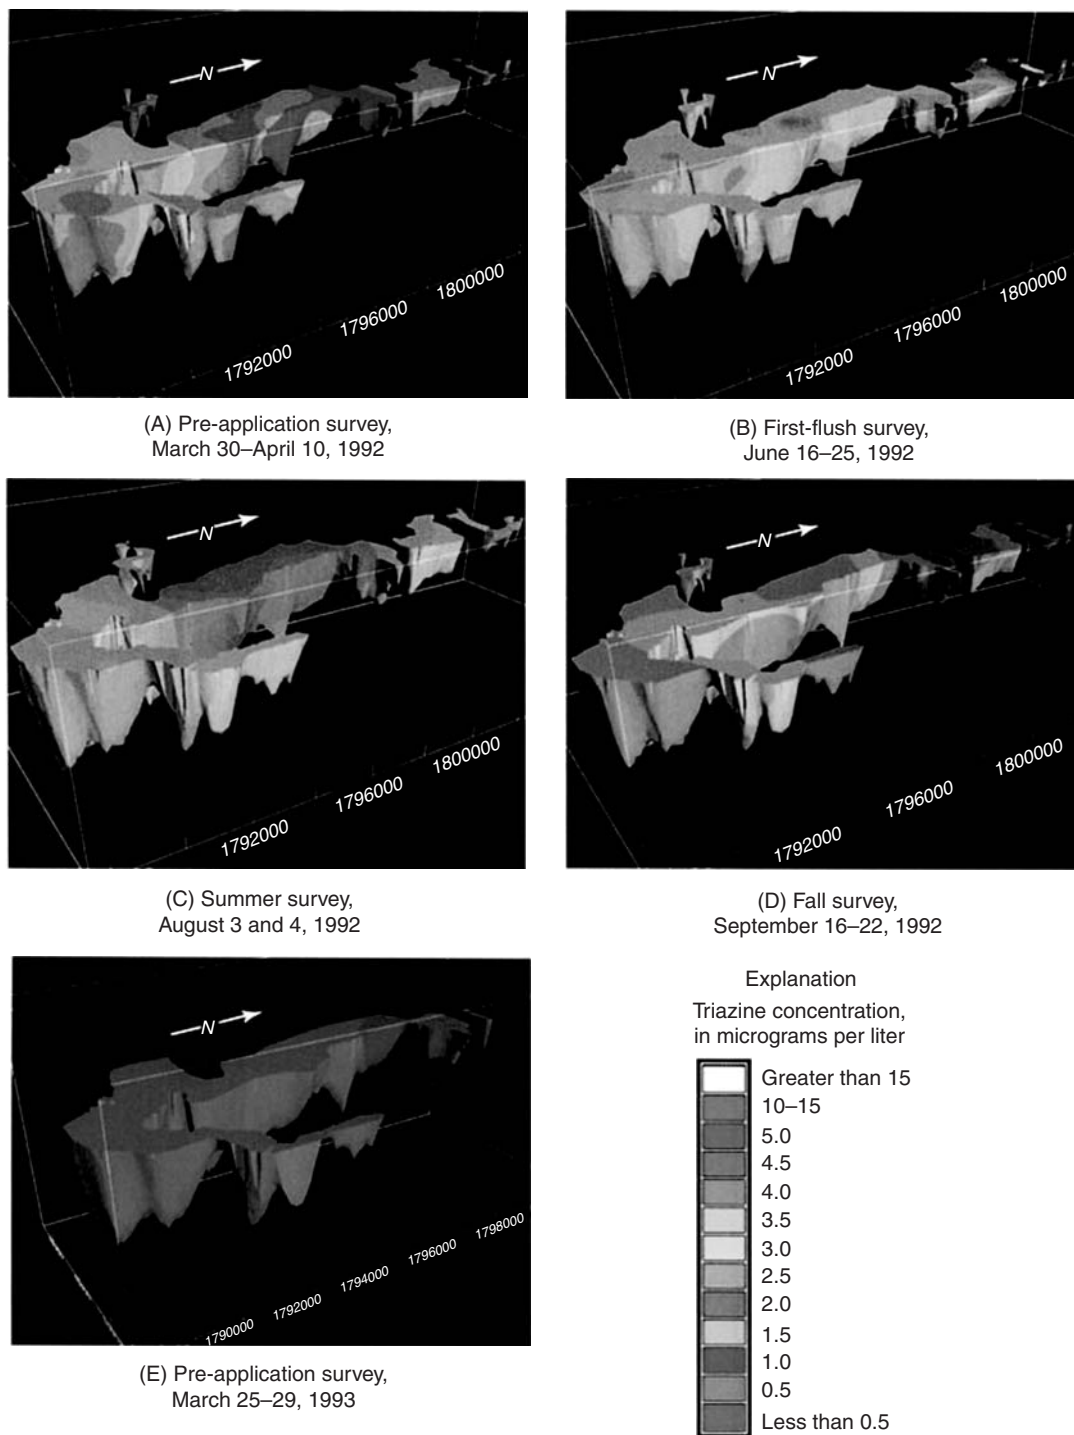 N
1792000
1796000
1800000
(A) Pre-application survey,
March 30–April 10, 1992
N
1792000
1796000
1800000
(B) First-flush survey,
June 16–25, 1992
N
1792000
1796000
1800000
(C) Summer survey,
August 3 and 4, 1992
N
1792000
1796000
1800000
(D) Fall survey,
September 16–22, 1992
N
1790000
1792000
1794000
1796000
1798000
(E) Pre-application survey,
March 25–29, 1993
Explanation
Triazine concentration,
in micrograms per liter
Greater than 15
10–15
5.0
4.5
4.0
3.5
3.0
2.5
2.0
1.5
1.0
0.5
Less than 0.5